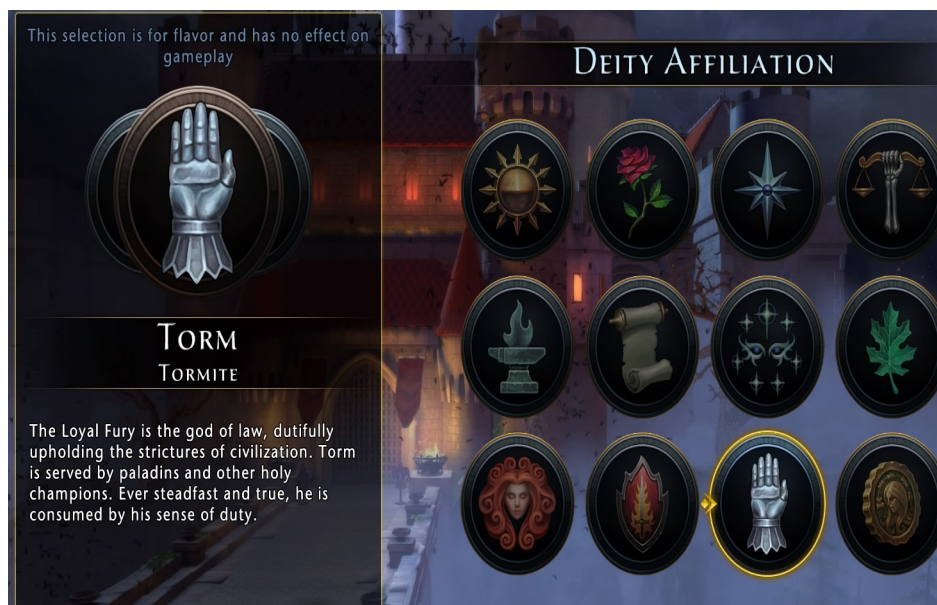 This selection is for flavor and has no effect on
gameplay
DEITY AFFILIATION
TORM
TORMITE
The Loyal Fury is the god of law, dutifully
upholding the strictures of civilization. Torm
is served by paladins and other holy
champions. Ever steadfast and true, he is
consumed by his sense of duty.